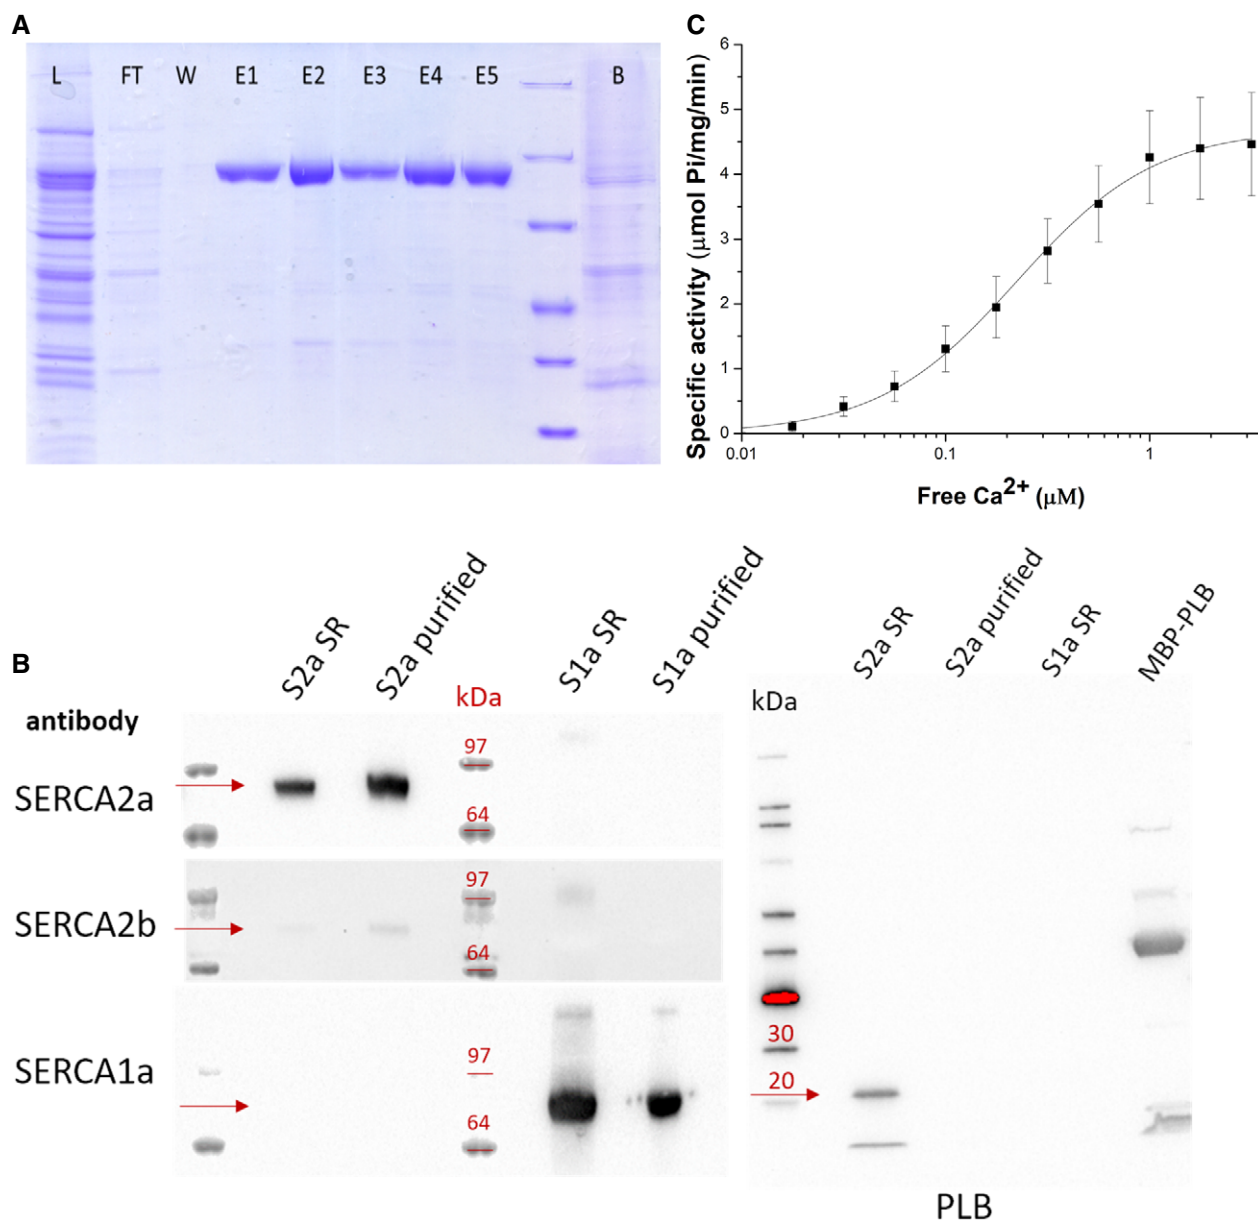 A
L FT W E1 E2 E3 E4 E5 B
C
Specific activity (μmol Pi/mg/min)
6
5
4
3
2
1
0
0.01 0.1 1
Free Ca2+ (μM)
B
antibody
S2a SR S2a purified kDa S1a SR S1a purified
SERCA2a
97
64
SERCA2b
97
64
SERCA1a
97
64
kDa S2a SR S2a purified S1a SR MBP-PLB
30
20
PLB